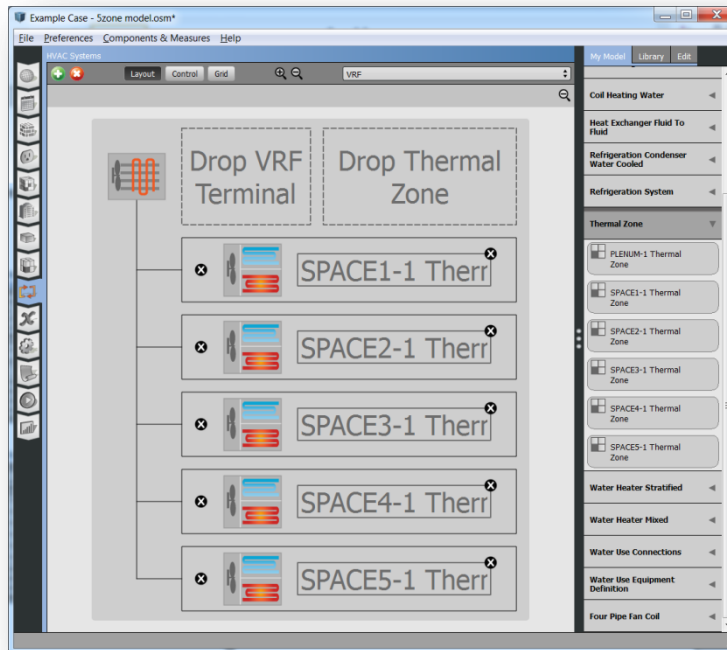 Example Case - 5zone model.osm*
File Preferences Components & Measures Help
HVAC Systems
Layout Control Grid
VRF
My Model Library Edit
Drop VRF
Terminal
Drop Thermal
Zone
SPACE1-1 Therr
SPACE2-1 Therr
SPACE3-1 Therr
SPACE4-1 Therr
SPACE5-1 Therr
Coil Heating Water
Heat Exchanger Fluid To
Fluid
Refrigeration Condenser
Water Cooled
Refrigeration System
Thermal Zone
PLENUM-1 Thermal
Zone
SPACE1-1 Thermal
Zone
SPACE2-1 Thermal
Zone
SPACE3-1 Thermal
Zone
SPACE4-1 Thermal
Zone
SPACE5-1 Thermal
Zone
Water Heater Stratified
Water Heater Mixed
Water Use Connections
Water Use Equipment
Definition
Four Pipe Fan Coil